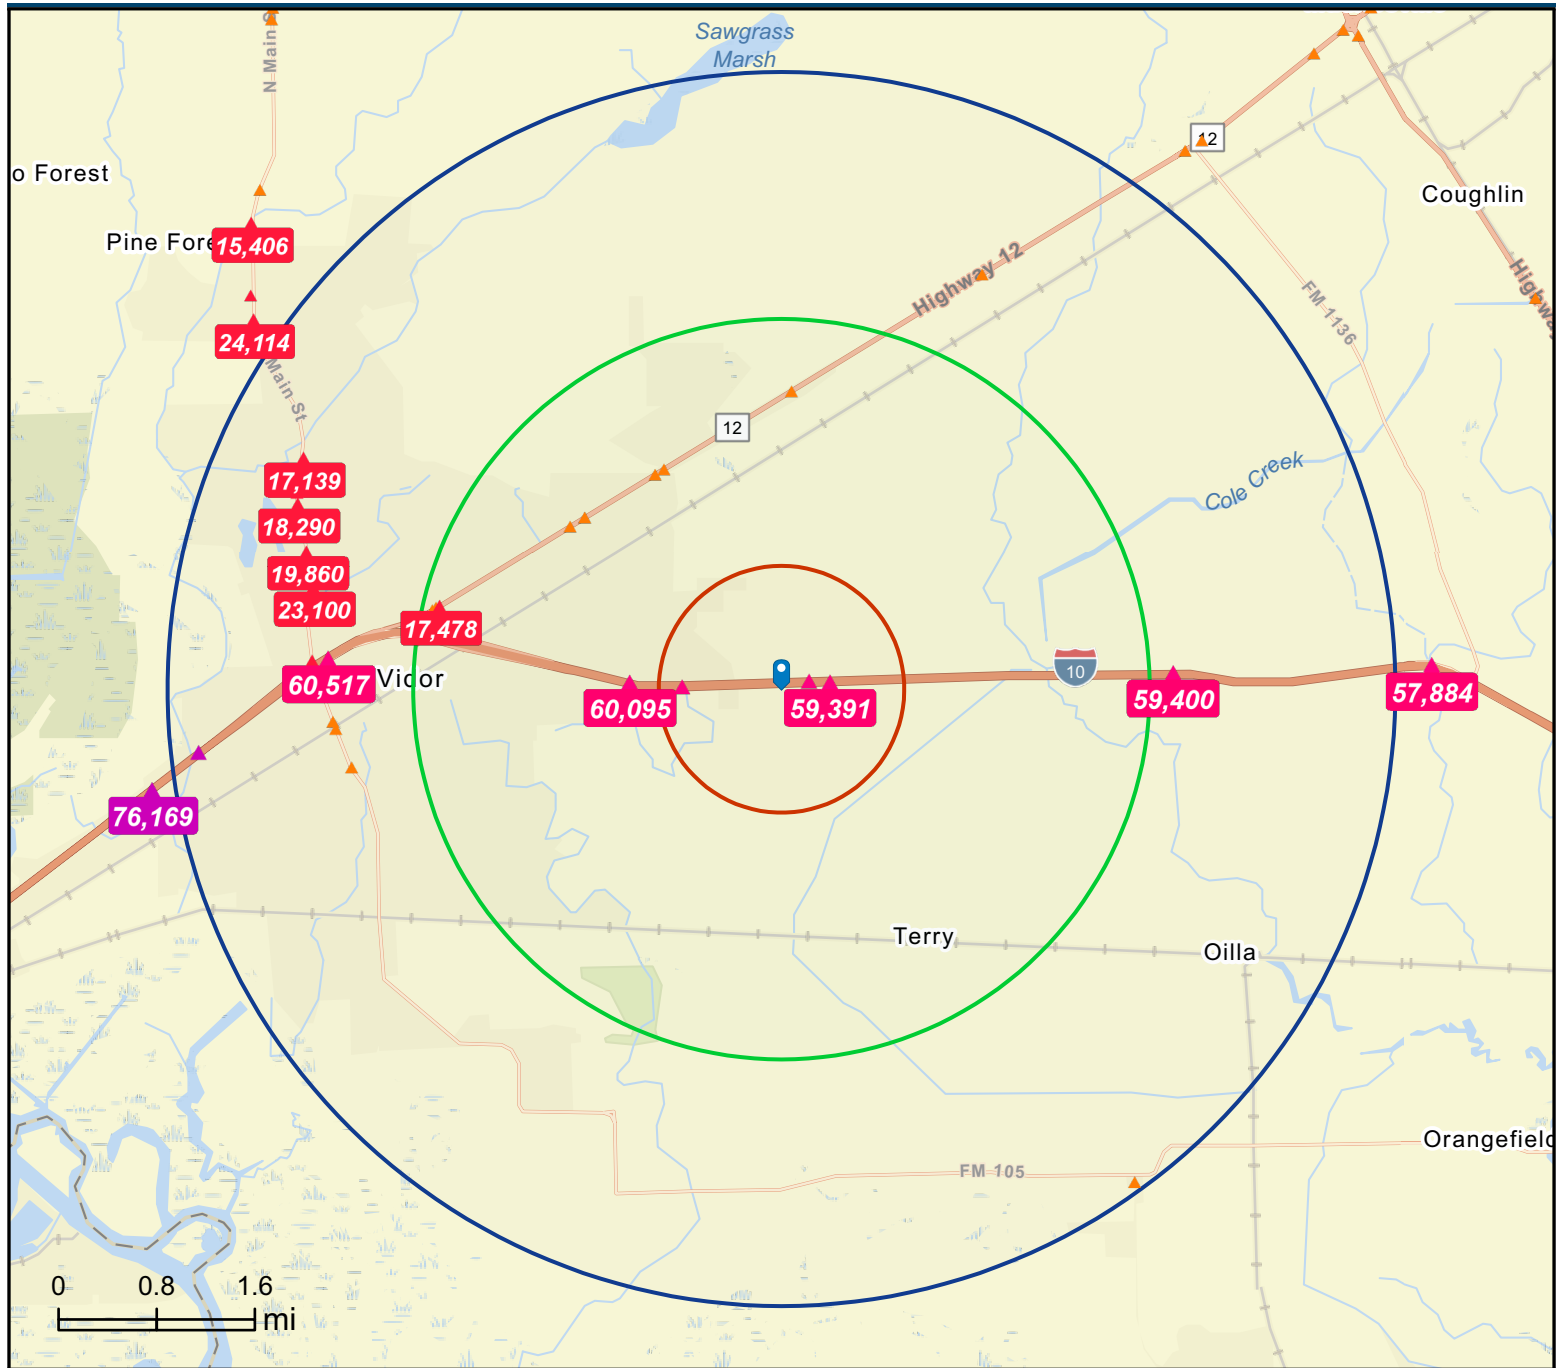 Sawgrass
Marsh
N Main S
12
o Forest
Coughlin
Pine Fore
15,406
Highway 12
Highway
FM 1136
24,114
Main St
12
17,139
Cole Creek
18,290
19,860
23,100
17,478
60,517
Vidor
10
60,095
59,391
59,400
57,884
76,169
Terry
Oilla
Orangefield
FM 105
0
0.8
1.6
mi